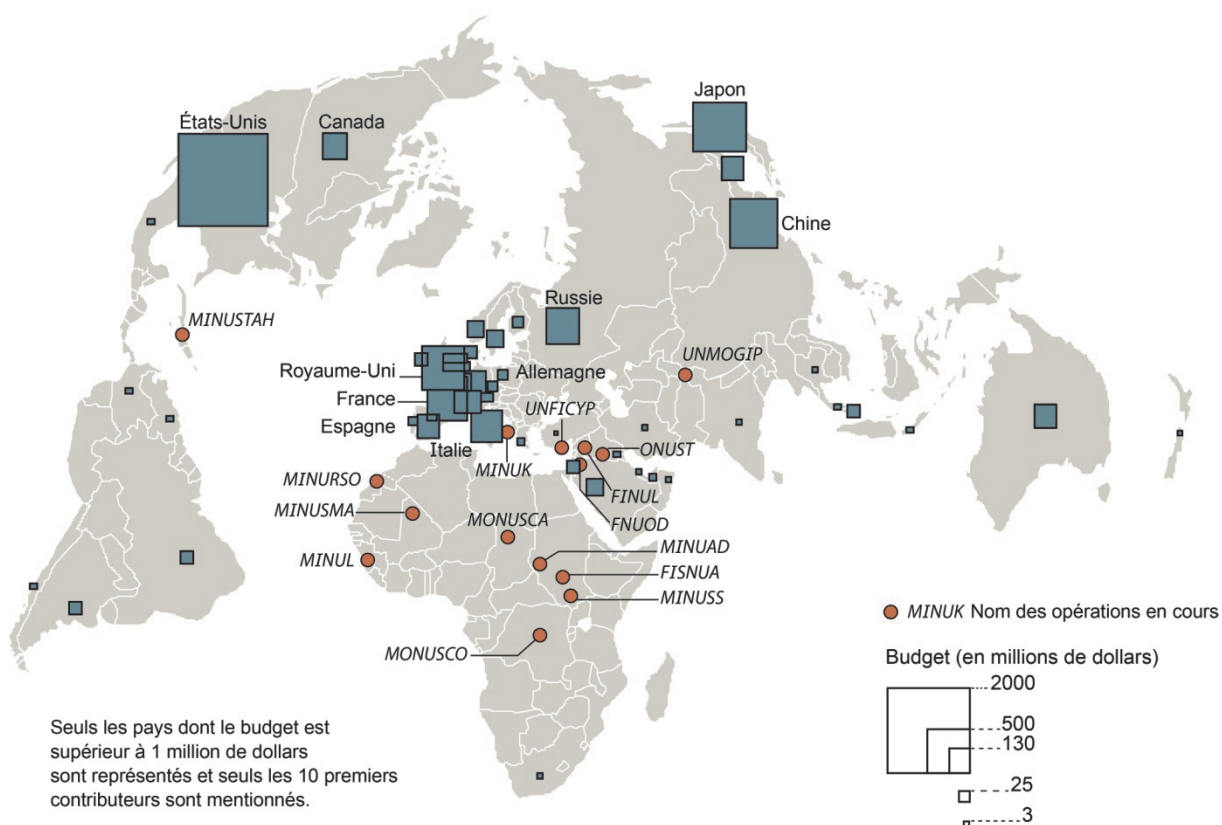 Japon
États-Unis
Canada
Chine
Russie
MINUSTAH
UNMOGIP
Royaume-Uni
Allemagne
France
UNFICYP
Espagne
ONUST
Italie
MINUK
MINURSO
FINUL
MINUSMA
MONUSCA
FNUOD
MINUAD
MINUL
FISNUA
MINUSS
MONUSCO
MINUK Nom des opérations en cours
Budget (en millions de dollars)
2000
500
130
25
3
Seuls les pays dont le budget est
supérieur à 1 million de dollars
sont représentés et seuls les 10 premiers
contributeurs sont mentionnés.